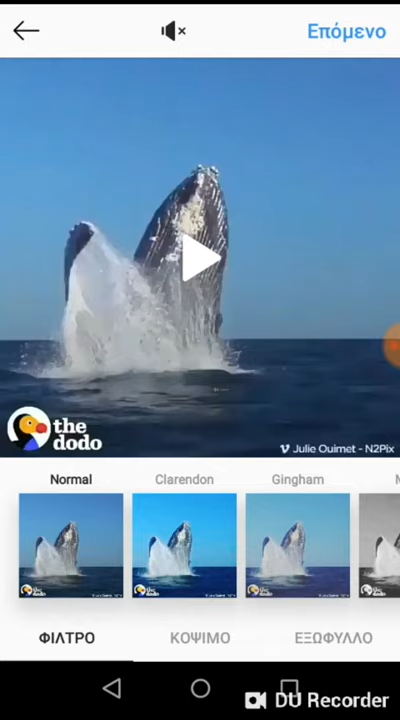 Επόμενο
the
dodo
Julie Ouimet - N2Pix
Normal
Clarendon
Gingham
ΦΙΛΤΡΟ
ΚΟΨΙΜΟ
ΕΞΩΦΥΛΛΟ
DU Recorder